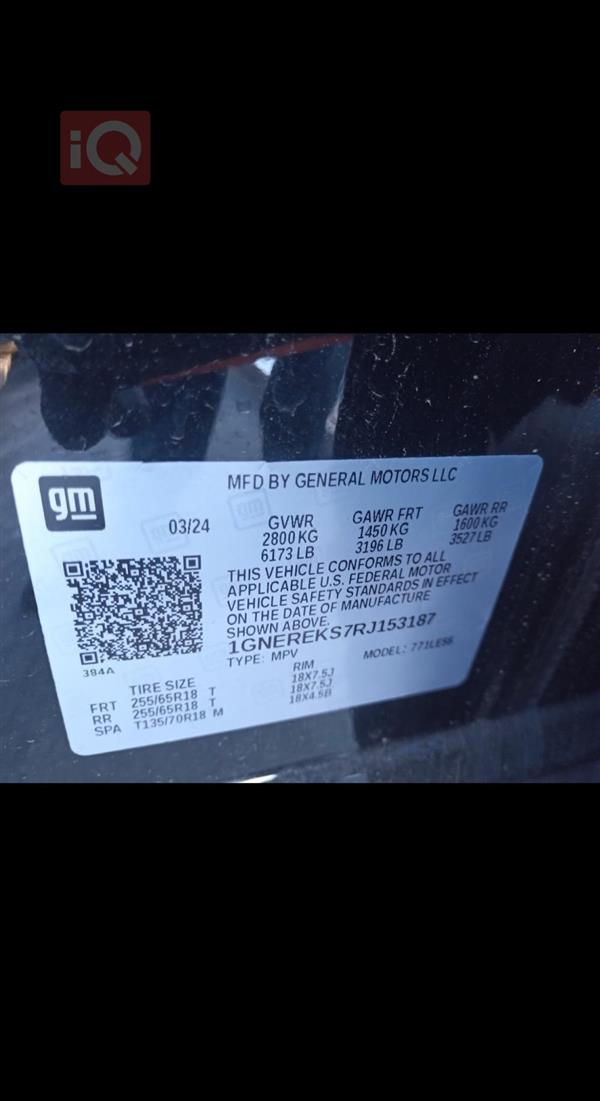 iQ
gm
MFD BY GENERAL MOTORS LLC
03/24
GVWR
2800 KG
6173 LB
GAWR FRT
1450 KG
3196 LB
GAWR RR
1600 KG
3527 LB
THIS VEHICLE CONFORMS TO ALL
APPLICABLE U.S. FEDERAL MOTOR
VEHICLE SAFETY STANDARDS IN EFFECT
ON THE DATE OF MANUFACTURE
SHOWN ABOVE.
1GNEREKS7RJ153187
TYPE: MPV
MODEL:
384A
TIRE SIZE
RIM
FRT 255/65R18 T 18X7.5J
RR 255/65R18 T 18X7.5J
SPA T135/70R18 M 18X4.5B